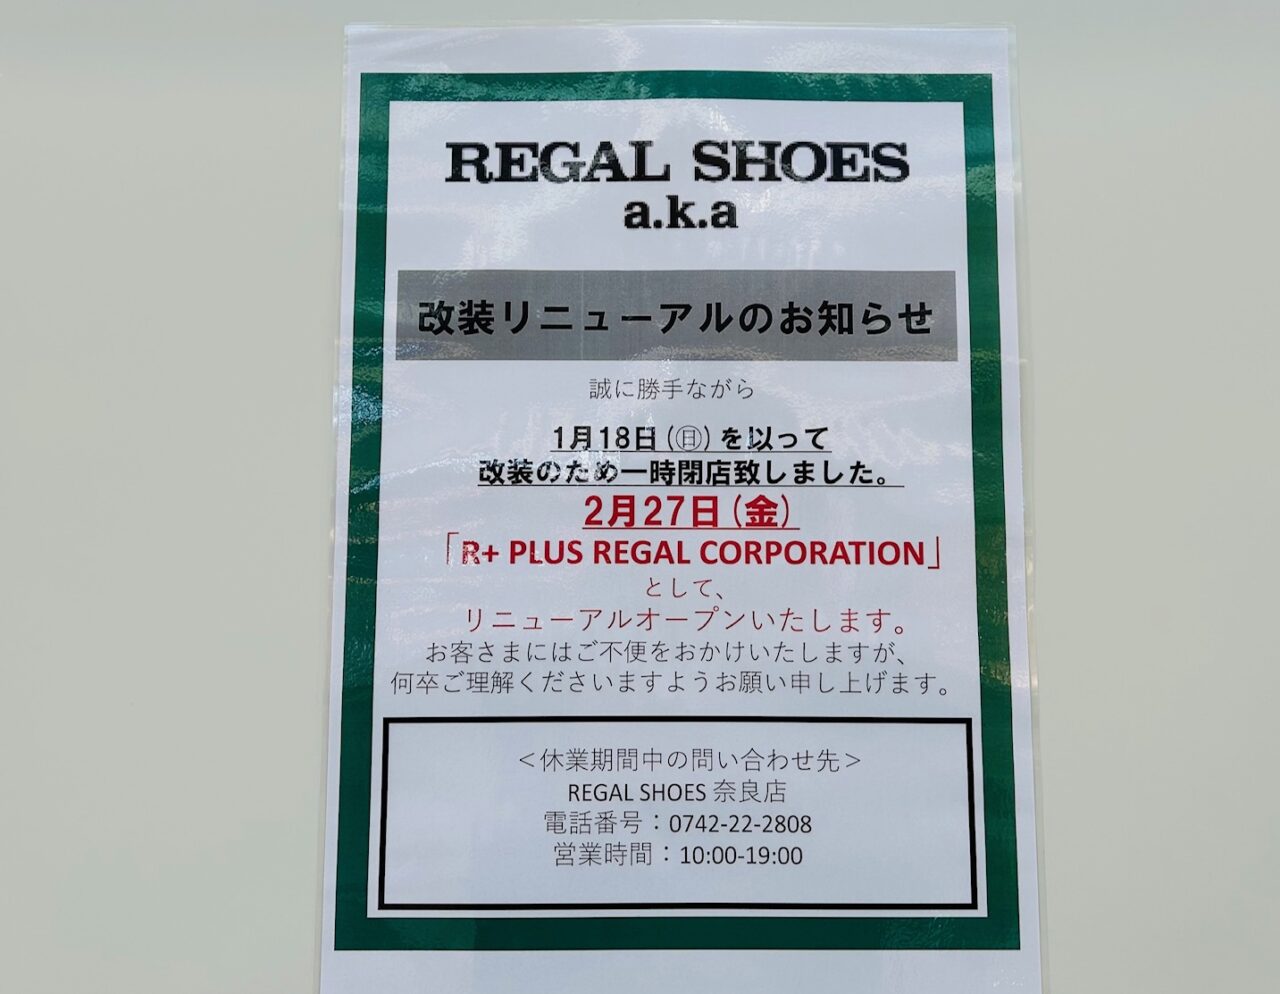 REGAL SHOES
a.k.a
改装リニューアルのお知らせ
誠に勝手ながら
1月18日(㊐)を以って
改装のため一時閉店致しました。
2月27日(金)
「R+ PLUS REGAL CORPORATION」
として、
リニューアルオープンいたします。
お客さまにはご不便をおかけいたしますが、
何卒ご理解くださいますようお願い申し上げます。
＜休業期間中の問い合わせ先＞
REGAL SHOES 奈良店
電話番号：0742-22-2808
営業時間：10:00-19:00